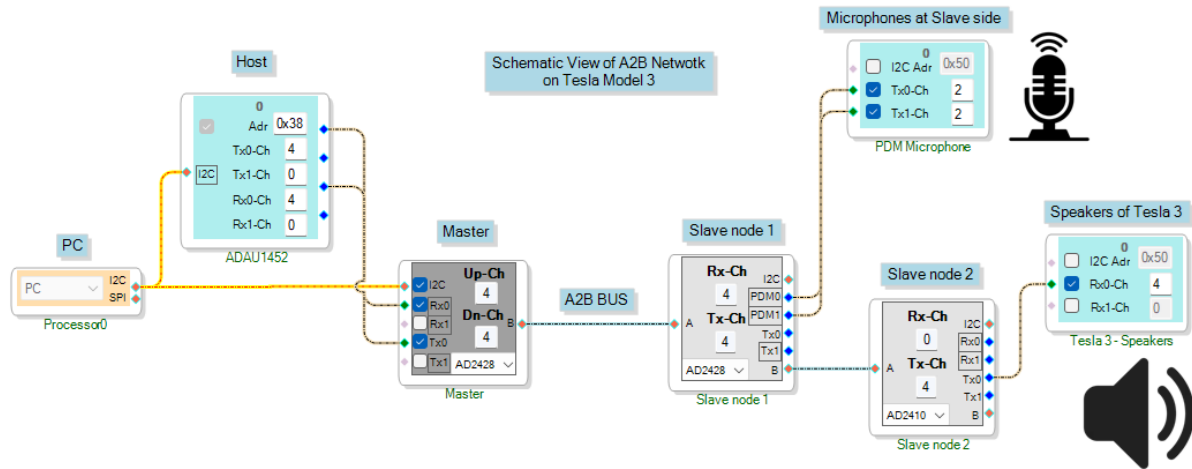 Microphones at Slave side
0
I2C Adr 0x50
Tx0-Ch 2
Tx1-Ch 2
PDM Microphone
Host
Schematic View of A2B Netwotk
on Tesla Model 3
0
Adr 0x38
Tx0-Ch 4
I2C Tx1-Ch 0
Rx0-Ch 4
Rx1-Ch 0
ADAU1452
PC
PC I2C
SPI
Processor0
Master
I2C Up-Ch
Rx0 4
Rx1 Dn-Ch B
Tx0 4
Tx1 AD2428
Master
A2B BUS
Slave node 1
Rx-Ch I2C
4 PDM0
A Tx-Ch PDM1
4 Tx0
Tx1
AD2428 B
Slave node 1
Slave node 2
Rx-Ch I2C
0 Rx0
Rx1
A Tx-Ch Tx0
4 Tx1
AD2410 B
Slave node 2
Speakers of Tesla 3
0
I2C Adr 0x50
Rx0-Ch 4
Rx1-Ch 0
Tesla 3 - Speakers